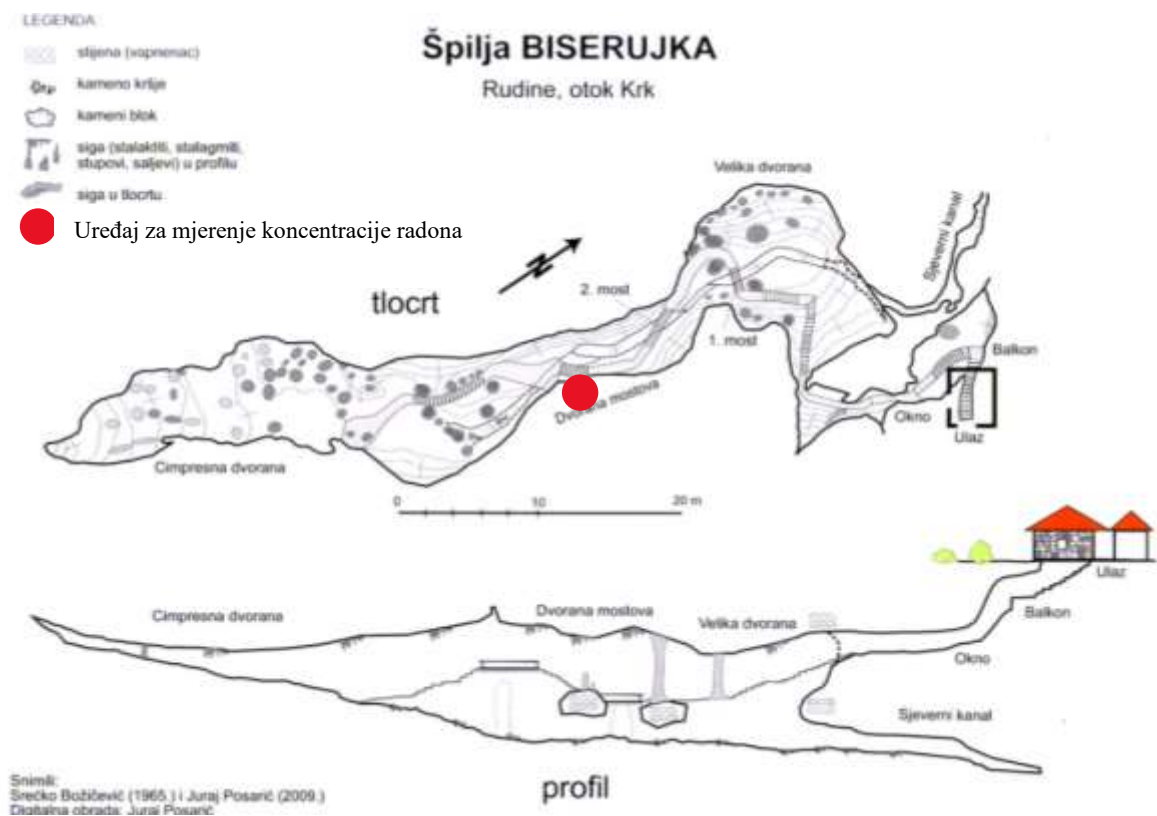 LEGENDA:
stijena (vapnenac)
kameno kršje
kameni blok
siga (stalaktiti, stalagmiti,
stupovi, saljevi) u profilu
siga u tlocrtu
Uređaj za mjerenje koncentracije radona
Špilja BISERUJKA
Rudine, otok Krk
Velika dvorana
Sjeverni kanal
N
tlocrt
2. most
1. most
Balkon
Dvorana mostova
Okno
Ulaz
Cimpresna dvorana
0
10
20 m
Ulaz
Cimpresna dvorana
Dvorana mostova
Velika dvorana
Balkon
Okno
Sjeverni kanal
profil
Snimili:
Srećko Božičević (1965.) i Juraj Posarić (2009.)
Digitalna obrada: Juraj Posarić